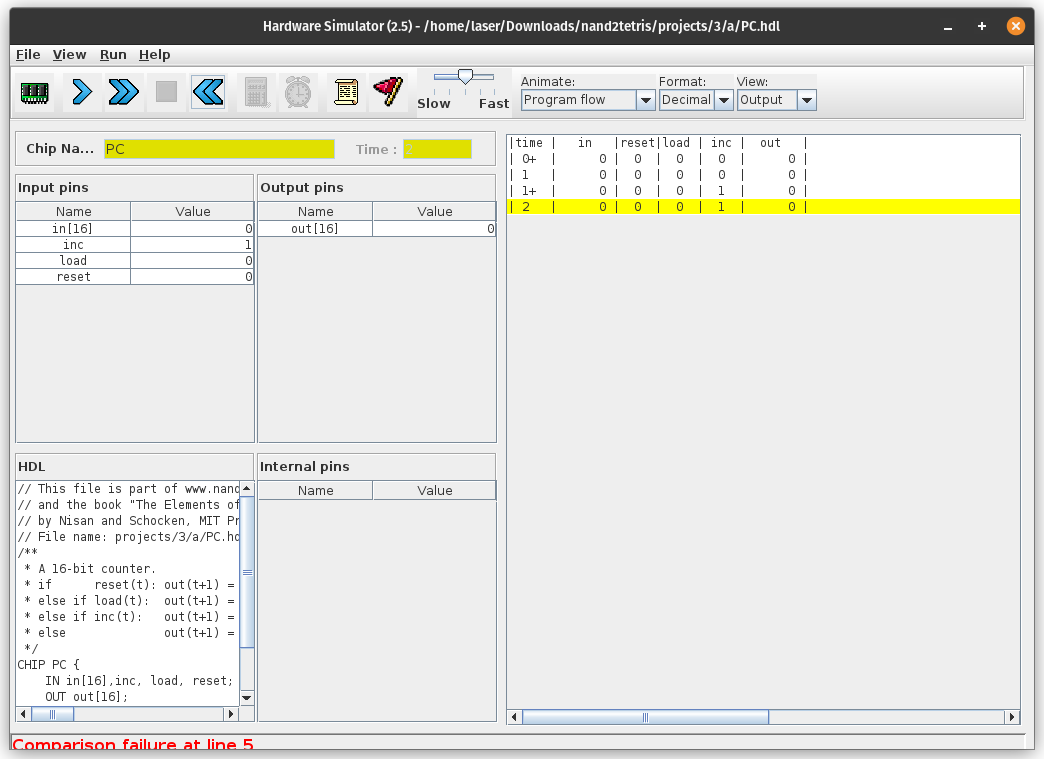 Hardware Simulator (2.5) - /home/laser/Downloads/nand2tetris/projects/3/a/PC.hdl
File View Run Help
Slow Fast
Animate: Format: View:
Program flow Decimal Output
Chip Na... PC Time : 2
Input pins
Name Value
in[16] 0
inc 1
load 0
reset 0
Output pins
Name Value
out[16] 0
|time | in |reset|load | inc | out |
| 0+ | 0 | 0 | 0 | 0 | 0 |
| 1 | 0 | 0 | 0 | 0 | 0 |
| 1+ | 0 | 0 | 0 | 1 | 0 |
| 2 | 0 | 0 | 0 | 1 | 0 |
HDL
// This file is part of www.nand
// and the book "The Elements of
// by Nisan and Schocken, MIT Pr
// File name: projects/3/a/PC.hd
/**
* A 16-bit counter.
* if reset(t): out(t+1) =
* else if load(t): out(t+1) =
* else if inc(t): out(t+1) =
* else out(t+1) =
*/
CHIP PC {
IN in[16],inc, load, reset;
OUT out[16];
Internal pins
Name Value
Comparison failure at line 5